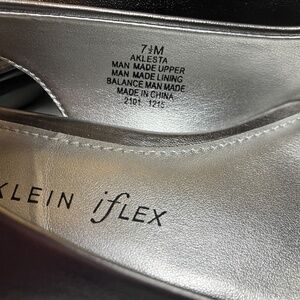 7½M
AKLESTA
MAN MADE UPPER
MAN MADE LINING
BALANCE MAN MADE
MADE IN CHINA
2101 1215
KLEIN iFLEX